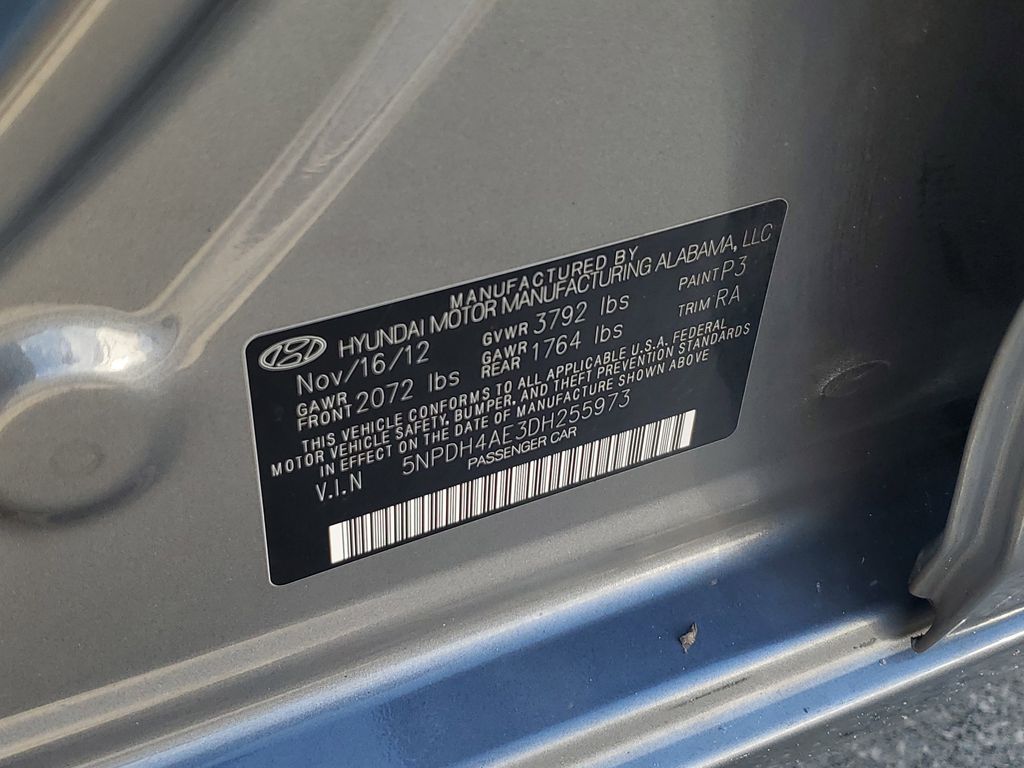 MANUFACTURED BY
HYUNDAI MOTOR MANUFACTURING ALABAMA, LLC
Nov/16/12 GVWR 3792 lbs PAINT P3
GAWR FRONT 2072 lbs GAWR REAR 1764 lbs TRIM RA
THIS VEHICLE CONFORMS TO ALL APPLICABLE U.S.A. FEDERAL
MOTOR VEHICLE SAFETY, BUMPER, AND THEFT PREVENTION STANDARDS
IN EFFECT ON THE DATE OF MANUFACTURE SHOWN ABOVE
V.I.N 5NPDH4AE3DH255973
PASSENGER CAR